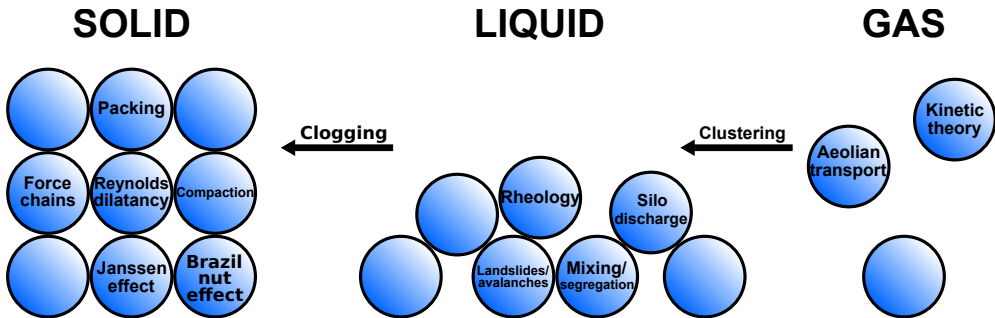 SOLID
LIQUID
GAS
Packing
Force
chains
Reynolds
dilatancy
Compaction
Janssen
effect
Brazil
nut
effect
Clogging
Rheology
Silo
discharge
Landslides/
avalanches
Mixing/
segregation
Clustering
Kinetic
theory
Aeolian
transport